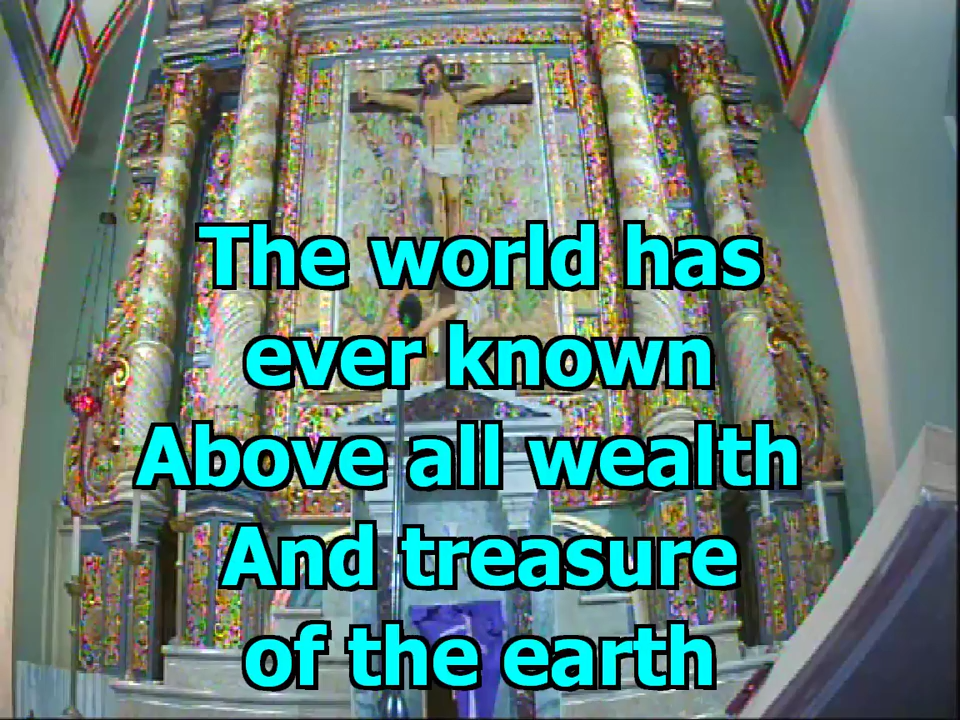 The world has
ever known
Above all wealth
And treasure
of the earth